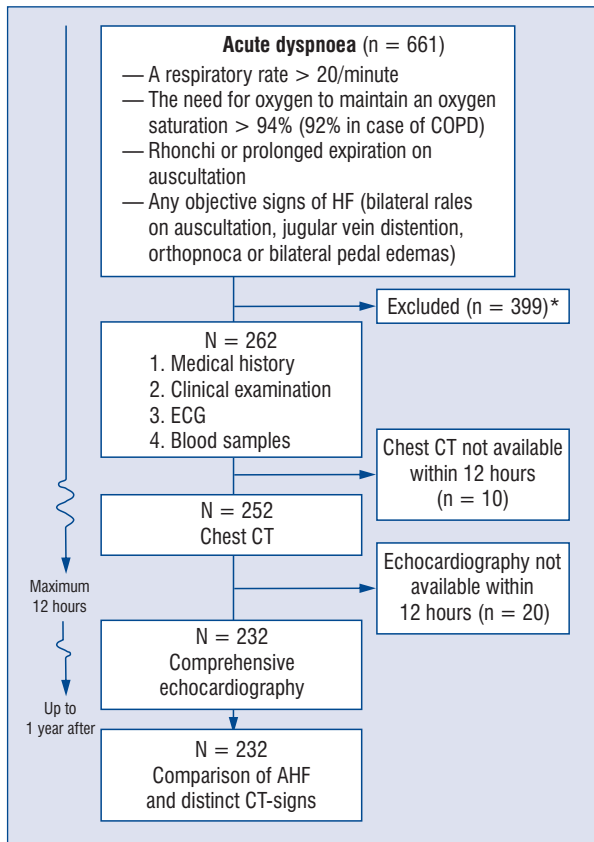 Acute dyspnoea (n = 661)
— A respiratory rate > 20/minute
— The need for oxygen to maintain an oxygen
saturation > 94% (92% in case of COPD)
— Rhonchi or prolonged expiration on
auscultation
— Any objective signs of HF (bilateral rales
on auscultation, jugular vein distention,
orthopnoca or bilateral pedal edemas)
Excluded (n = 399)*
N = 262
1. Medical history
2. Clinical examination
3. ECG
4. Blood samples
Chest CT not available
within 12 hours
(n = 10)
N = 252
Chest CT
Echocardiography not
available within
12 hours (n = 20)
Maximum
12 hours
N = 232
Comprehensive
echocardiography
Up to
1 year after
N = 232
Comparison of AHF
and distinct CT-signs